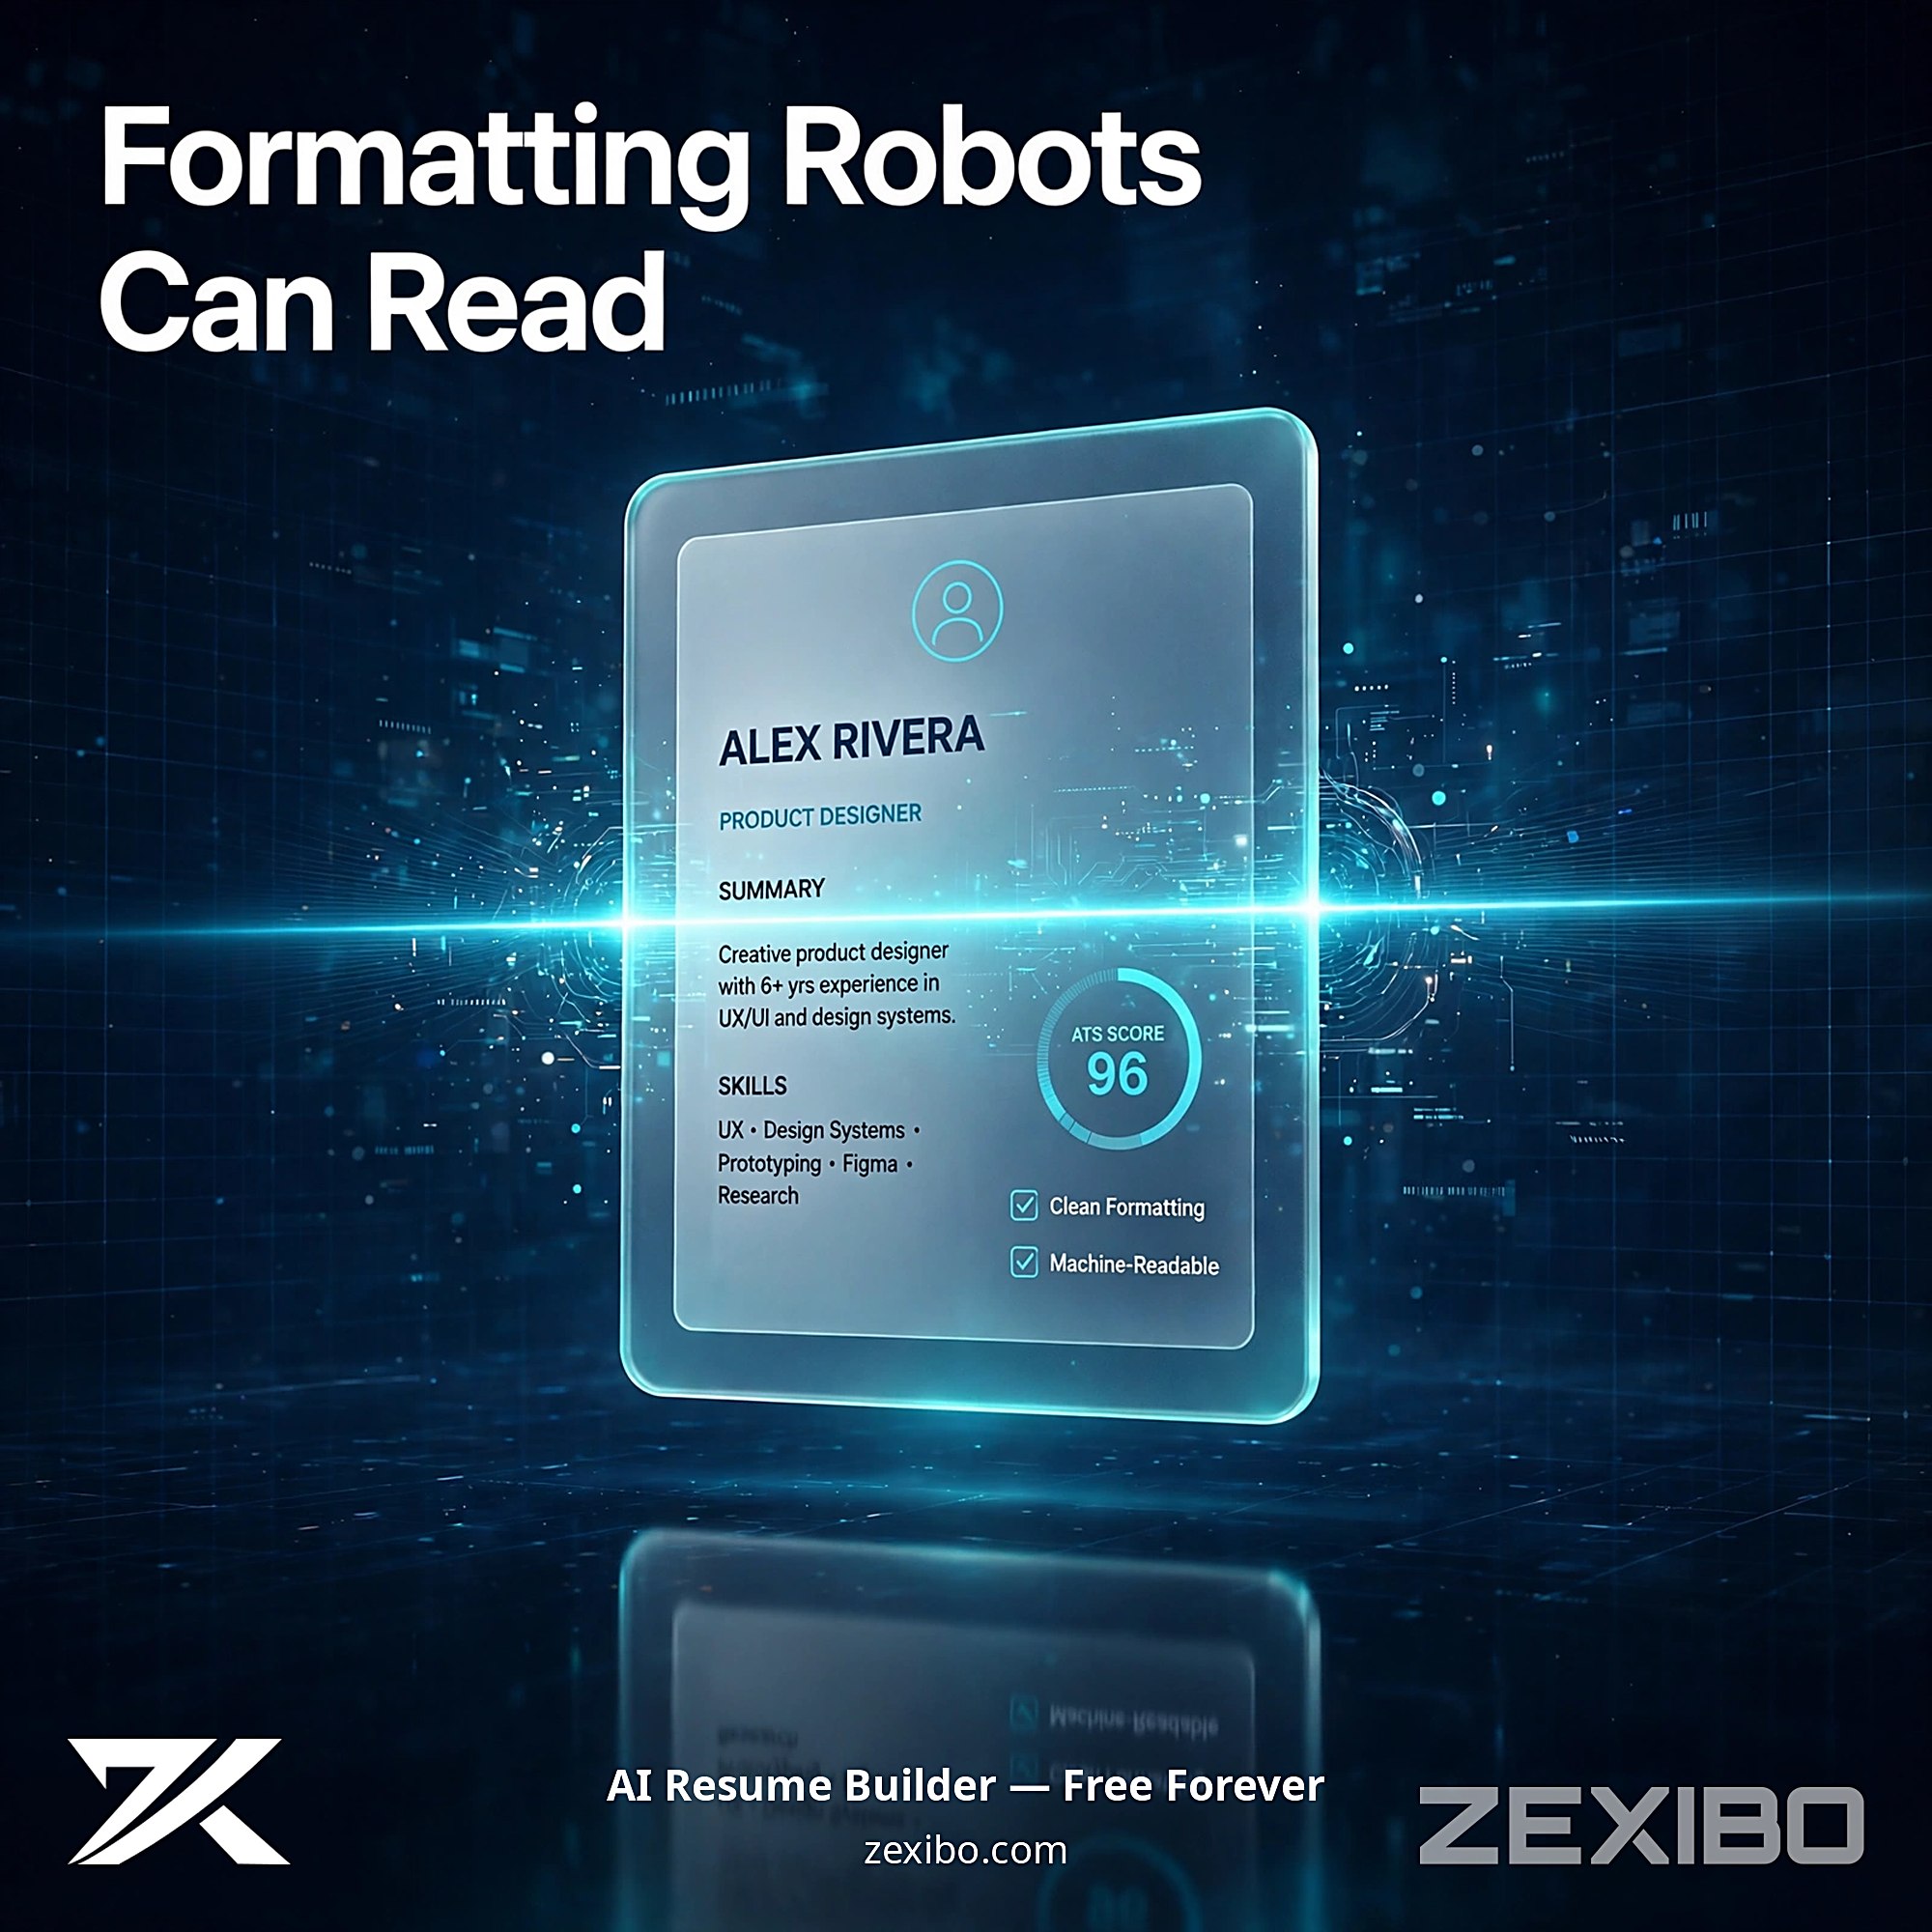 Formatting Robots
Can Read
ALEX RIVERA
PRODUCT DESIGNER
SUMMARY
Creative product designer
with 6+ yrs experience in
UX/UI and design systems.
SKILLS
UX • Design Systems •
Prototyping • Figma •
Research
ATS SCORE
96
Clean Formatting
Machine-Readable
AI Resume Builder — Free Forever
zexibo.com
ZEXIBO